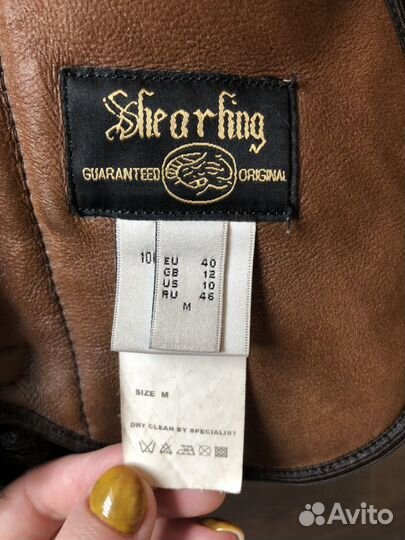 Shearling
GUARANTEED ORIGINAL
EU 40
GB 12
US 10
RU 46
M
SIZE M
DRY CLEAN BY SPECIALIST
Avito